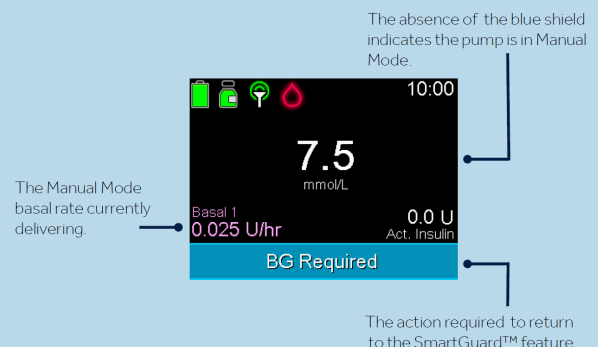 The absence of the blue shield
indicates the pump is in Manual
Mode.
10:00
7.5
mmol/L
The Manual Mode
basal rate currently
delivering.
Basal 1
0.025 U/hr
0.0 U
Act. Insulin
BG Required
The action required to return
to the SmartGuard™ feature